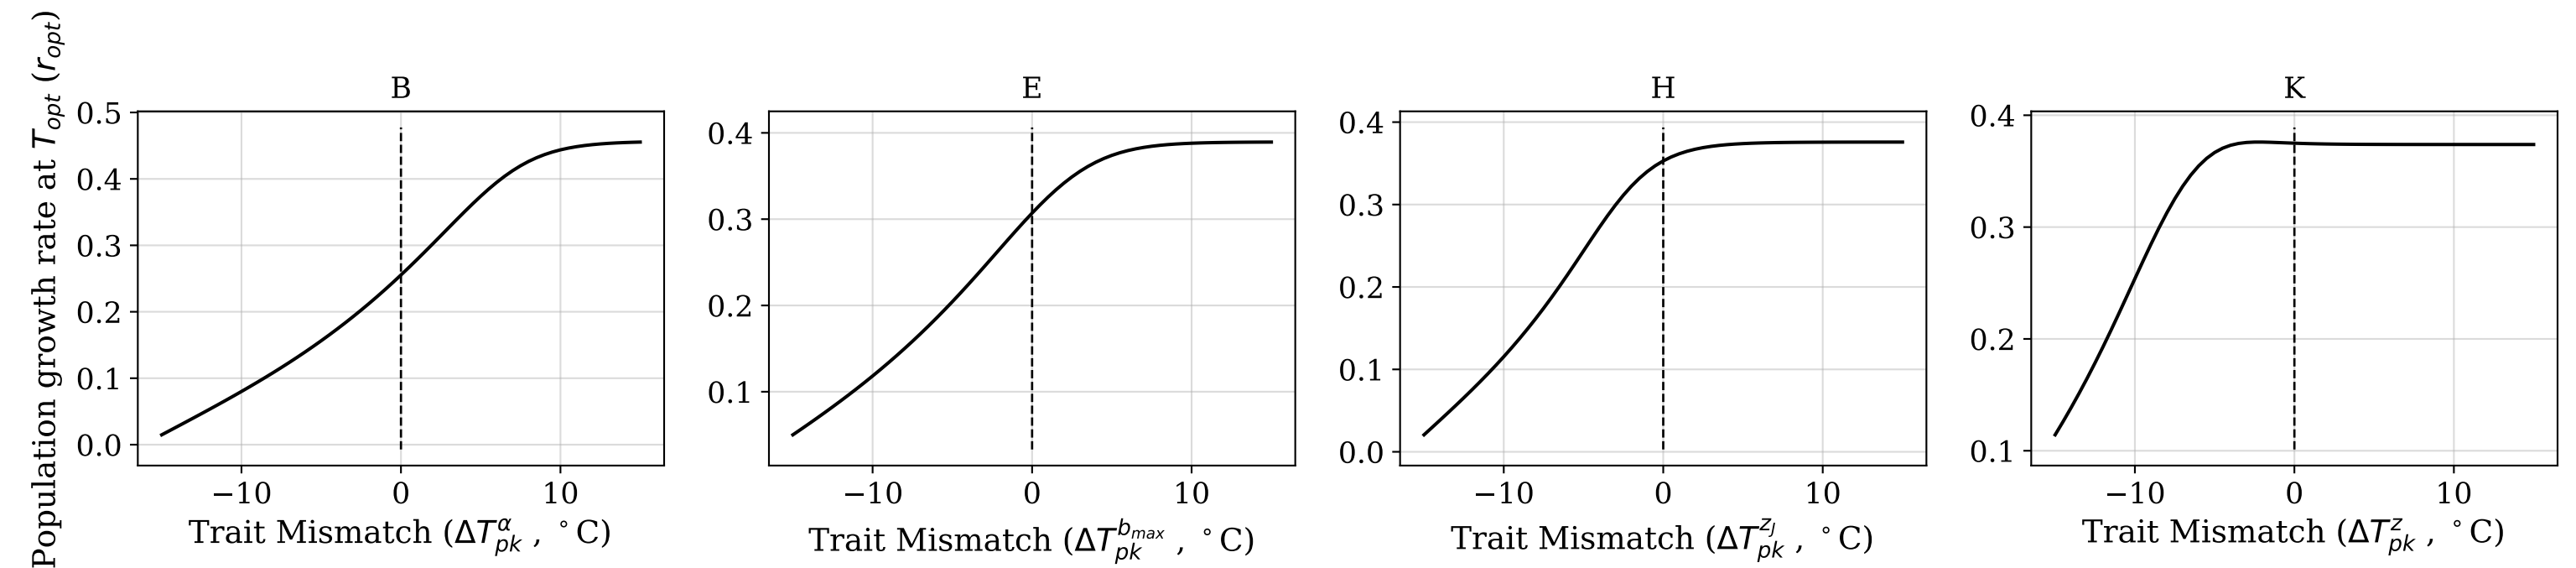 Population growth rate at T_opt (r_opt)
B
0.5
0.4
0.3
0.2
0.1
0.0
−10 0 10
Trait Mismatch (ΔT_pk^α , °C)
E
0.4
0.3
0.2
0.1
−10 0 10
Trait Mismatch (ΔT_pk^b_max , °C)
H
0.4
0.3
0.2
0.1
0.0
−10 0 10
Trait Mismatch (ΔT_pk^z_J , °C)
K
0.4
0.3
0.2
0.1
−10 0 10
Trait Mismatch (ΔT_pk^z , °C)